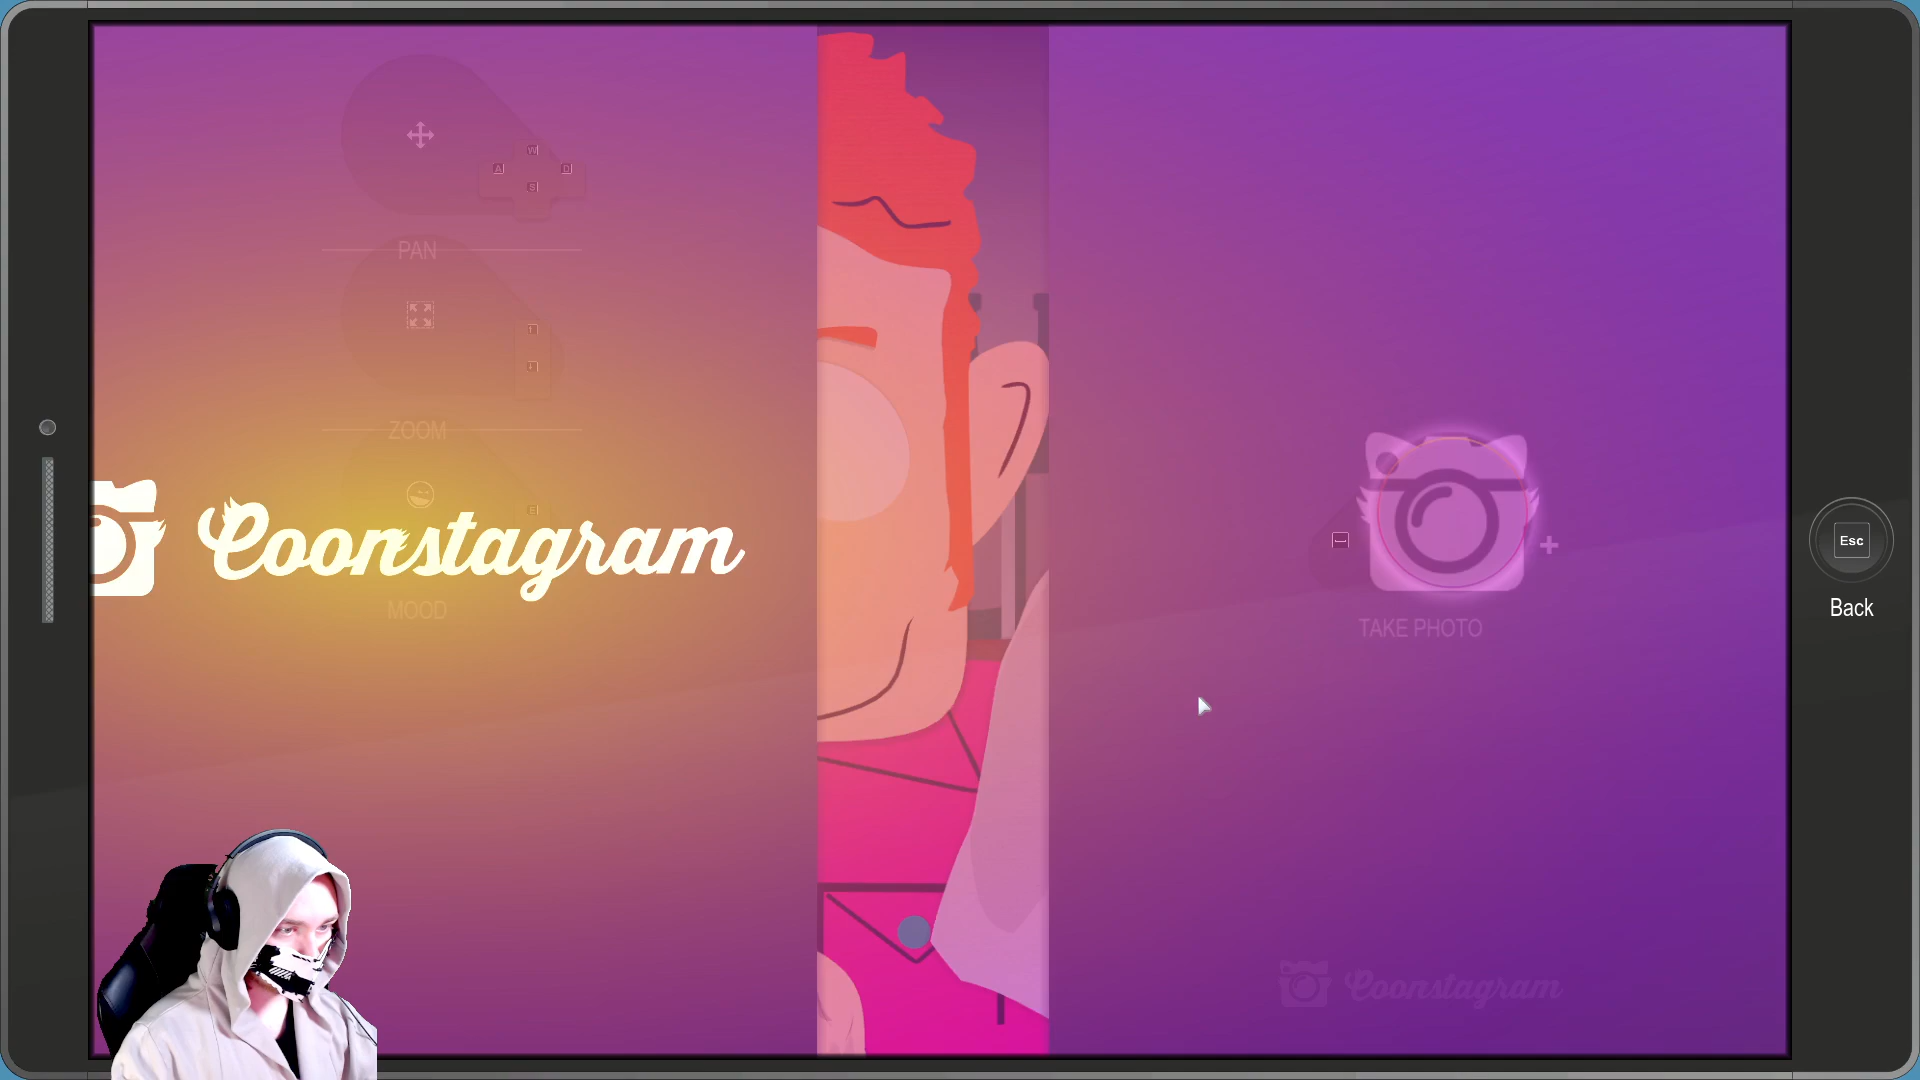 W
A D
S
PAN
ZOOM
E
Coonstagram
MOOD
TAKE PHOTO
Esc
Back
Coonstagram